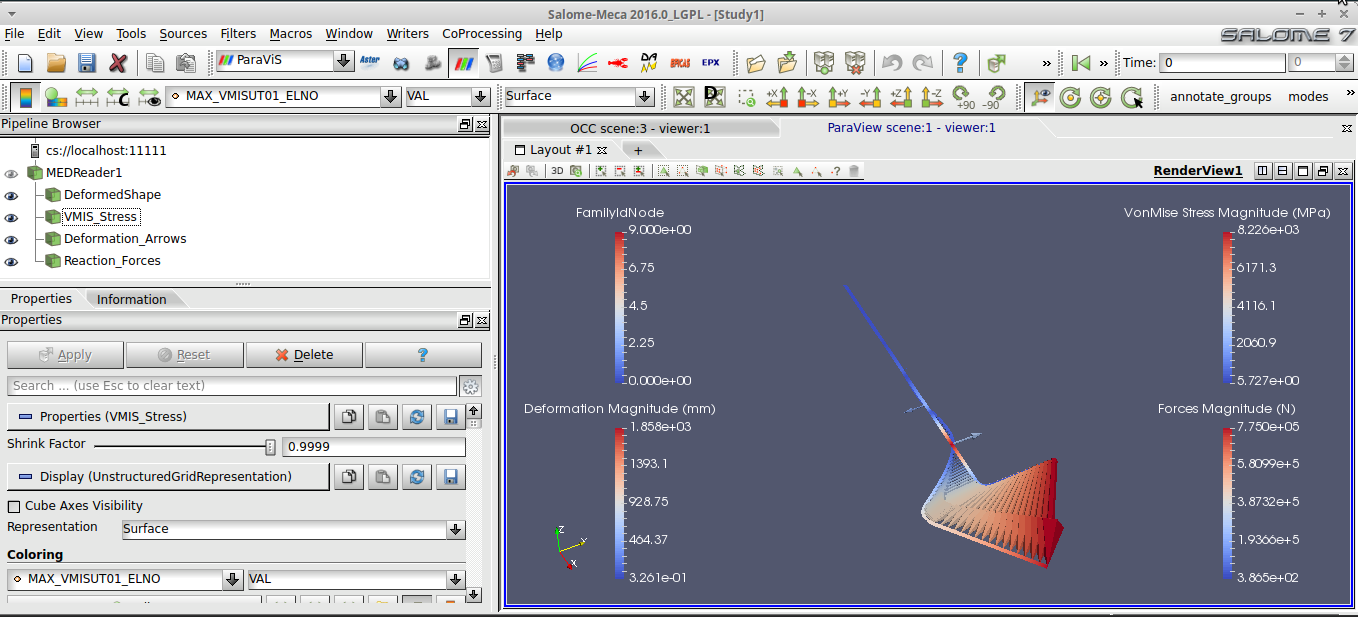 Salome-Meca 2016.0_LGPL - [Study1]
File Edit View Tools Sources Filters Macros Window Writers CoProcessing Help
SALOME 7
ParaViS Aster EFICAS EPX » » Time: 0 0
MAX_VMISUT01_ELNO VAL Surface D +X -X +Y -Y +Z -Z +90 -90 annotate_groups modes »
Pipeline Browser
cs://localhost:11111
MEDReader1
DeformedShape
VMIS_Stress
Deformation_Arrows
Reaction_Forces
Properties Information
Properties
Apply Reset Delete ?
Search ... (use Esc to clear text)
Properties (VMIS_Stress)
Shrink Factor 0.9999
Display (UnstructuredGridRepresentation)
Cube Axes Visibility
Representation Surface
Coloring
MAX_VMISUT01_ELNO VAL
OCC scene:3 - viewer:1 ParaView scene:1 - viewer:1
Layout #1 +
3D ? RenderView1
FamilyIdNode
9.000e+00
6.75
4.5
2.25
0.000e+00
VonMise Stress Magnitude (MPa)
8.226e+03
6171.3
4116.1
2060.9
5.727e+00
Deformation Magnitude (mm)
1.858e+03
1393.1
928.75
464.37
3.261e-01
Forces Magnitude (N)
7.750e+05
5.8099e+5
3.8732e+5
1.9366e+5
3.865e+02
Z
Y
X